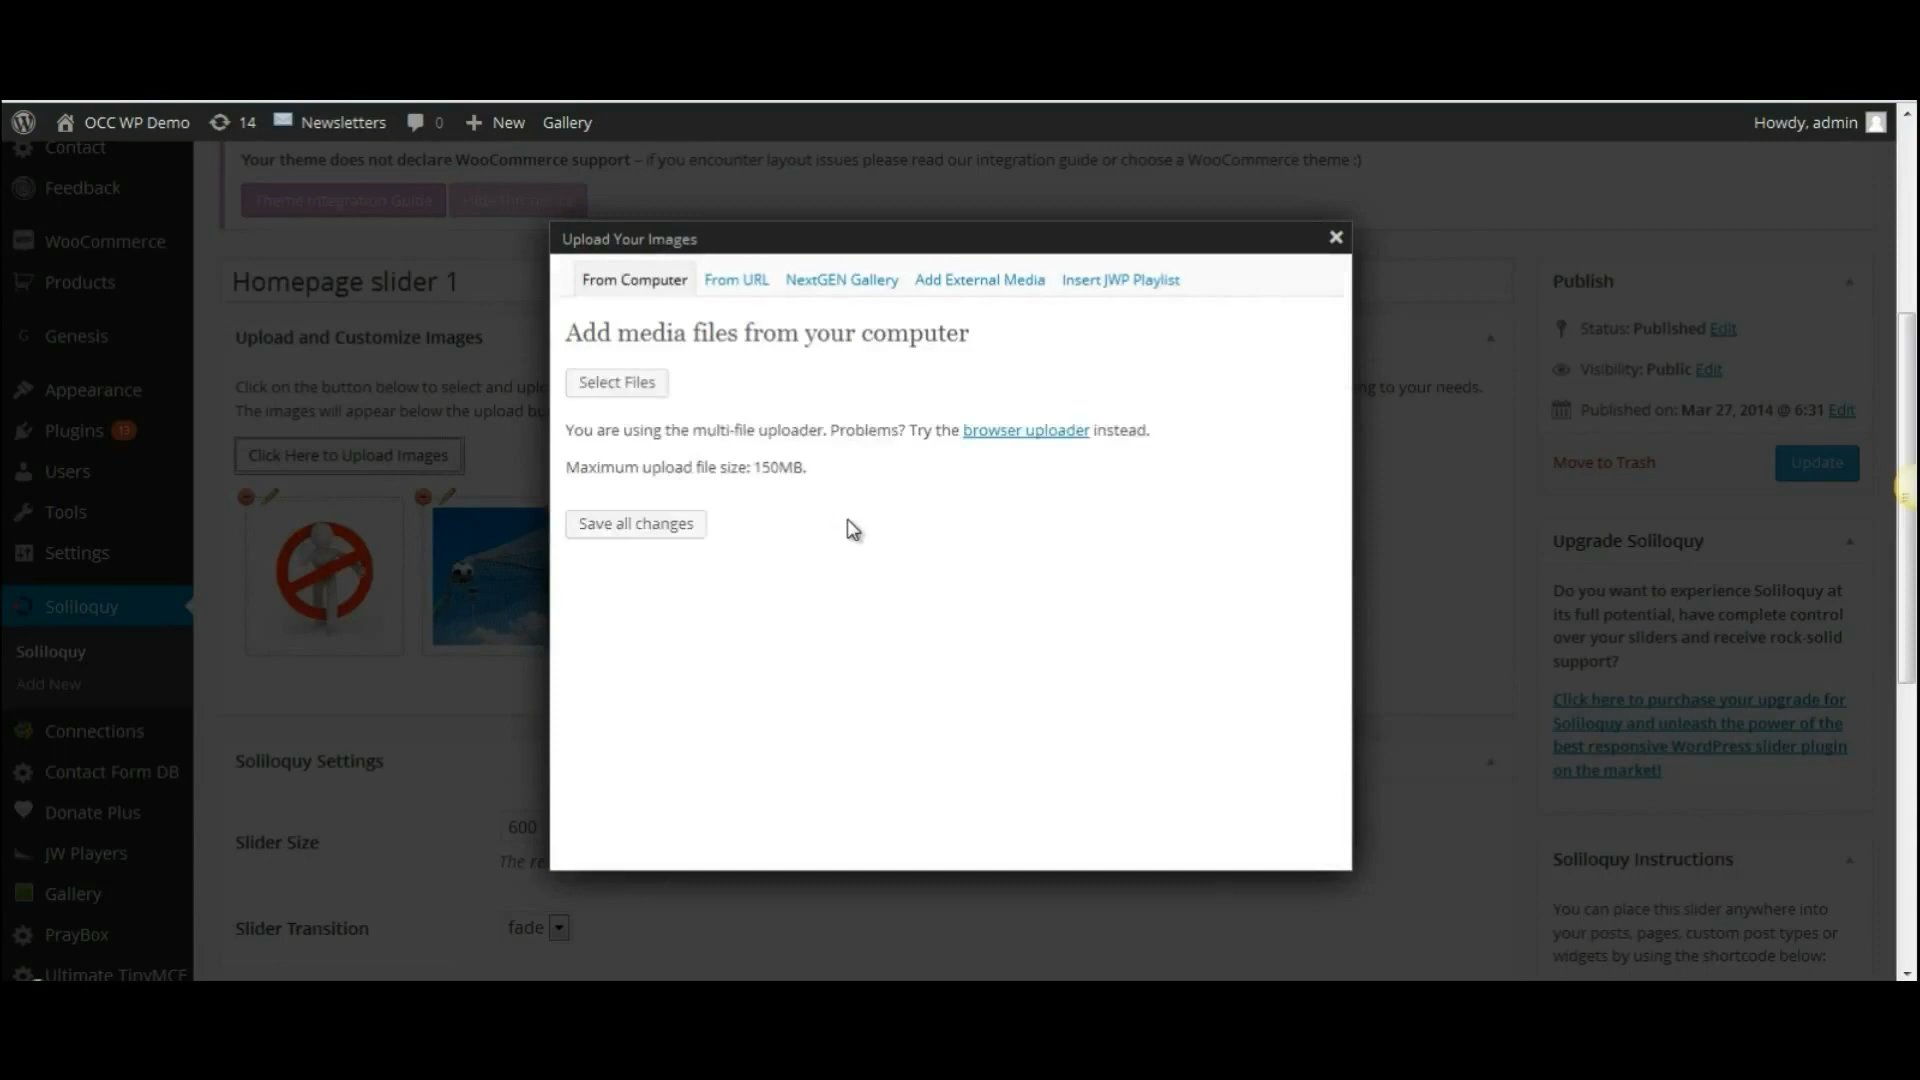 OCC WP Demo 14 Newsletters 0 New Gallery Howdy, admin
Contact
Feedback
WooCommerce
Products
Genesis
Appearance
Plugins 13
Users
Tools
Settings
Soliloquy
Soliloquy
Add New
Connections
Contact Form DB
Donate Plus
JW Players
Gallery
PrayBox
Ultimate TinyMCE
Your theme does not declare WooCommerce support – if you encounter layout issues please read our integration guide or choose a WooCommerce theme :)
Theme Integration Guide Hide this notice
Homepage slider 1
Upload and Customize Images
Click on the button below to select and uplo
ng to your needs.
The images will appear below the upload bu
Click Here to Upload Images
Soliloquy Settings
Slider Size 600
The re
Slider Transition fade
Upload Your Images
From Computer From URL NextGEN Gallery Add External Media Insert JWP Playlist
Add media files from your computer
Select Files
You are using the multi-file uploader. Problems? Try the browser uploader instead.
Maximum upload file size: 150MB.
Save all changes
Publish
Status: Published Edit
Visibility: Public Edit
Published on: Mar 27, 2014 @ 6:31 Edit
Move to Trash Update
Upgrade Soliloquy
Do you want to experience Soliloquy at
its full potential, have complete control
over your sliders and receive rock-solid
support?
Click here to purchase your upgrade for
Soliloquy and unleash the power of the
best responsive WordPress slider plugin
on the market!
Soliloquy Instructions
You can place this slider anywhere into
your posts, pages, custom post types or
widgets by using the shortcode below: